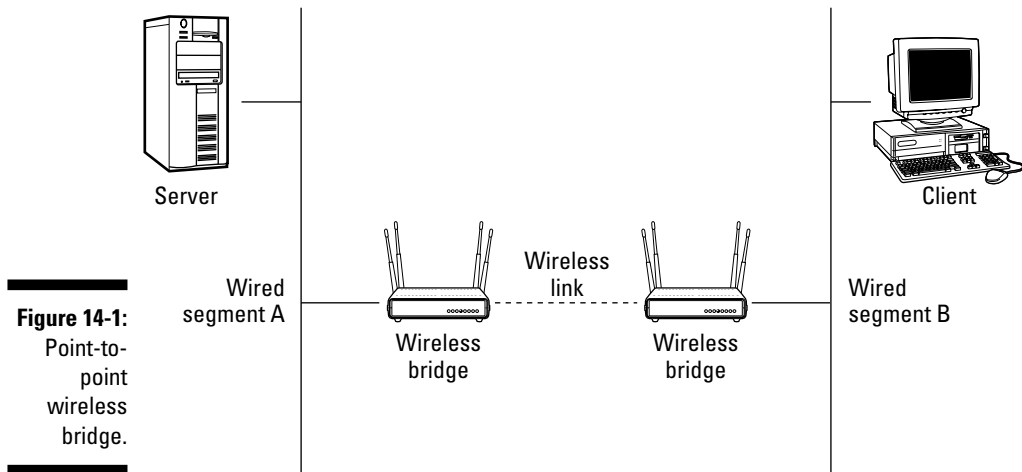 Server
Client
Wireless
link
Wired
segment A
Wired
segment B
Wireless
bridge
Wireless
bridge
Figure 14-1:
Point-to-
point
wireless
bridge.